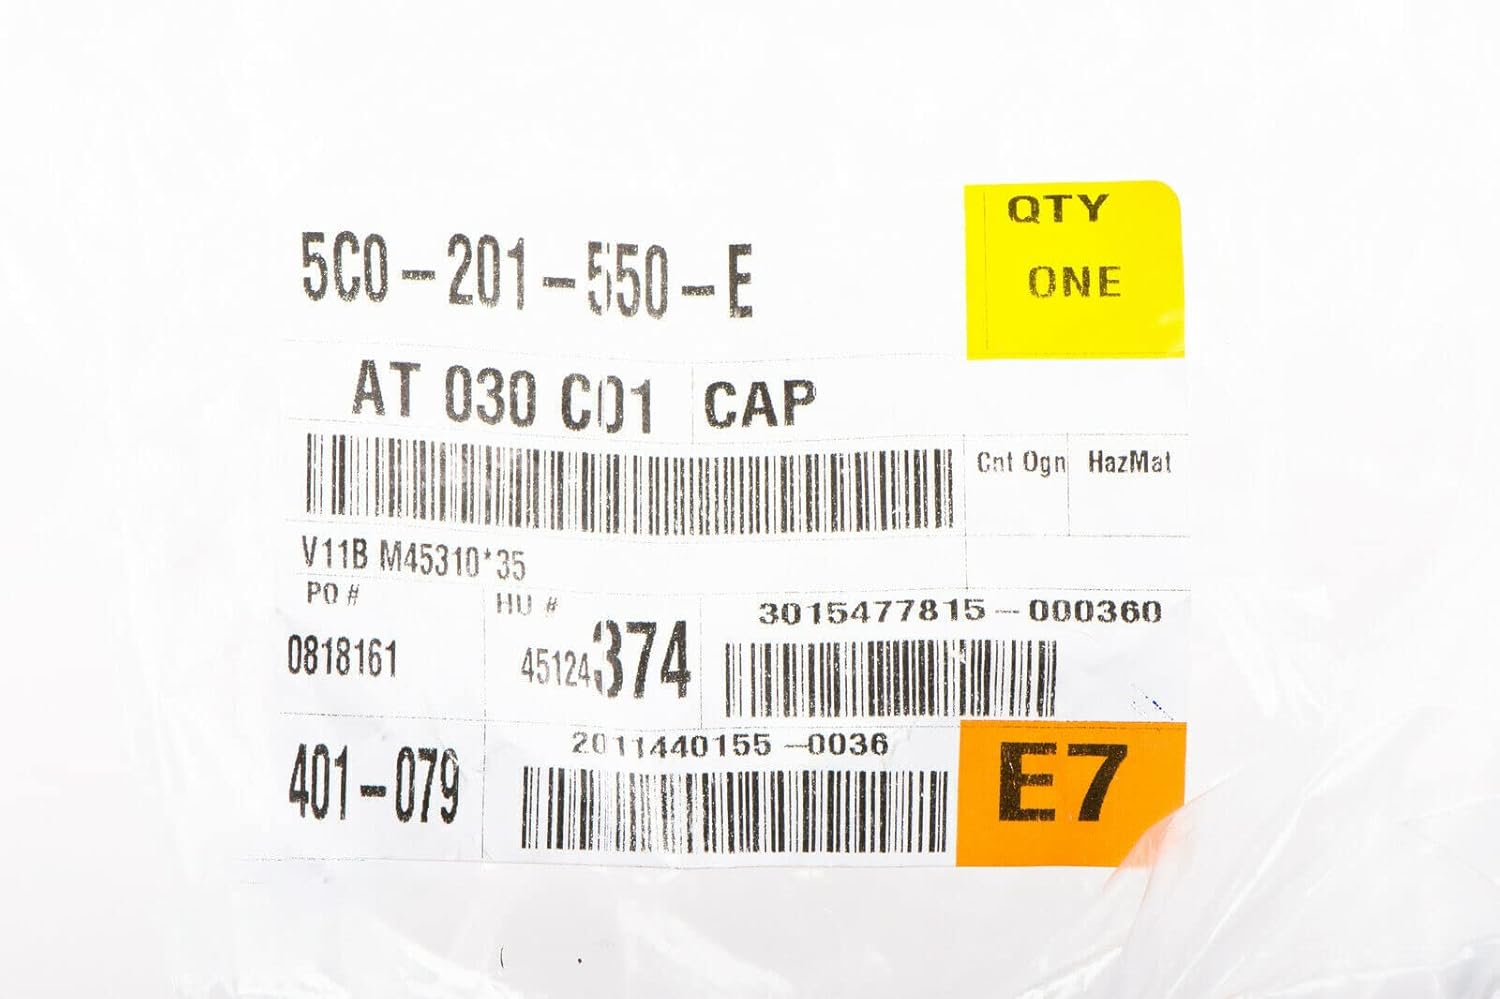 QTY
ONE
5C0-201-550-E
AT 030 C01 CAP
Cnt Ogn HazMat
V11B M45310*35
PO # HU # 3015477815-000360
0818161 45124374
2011440155-0036
401-079 E7